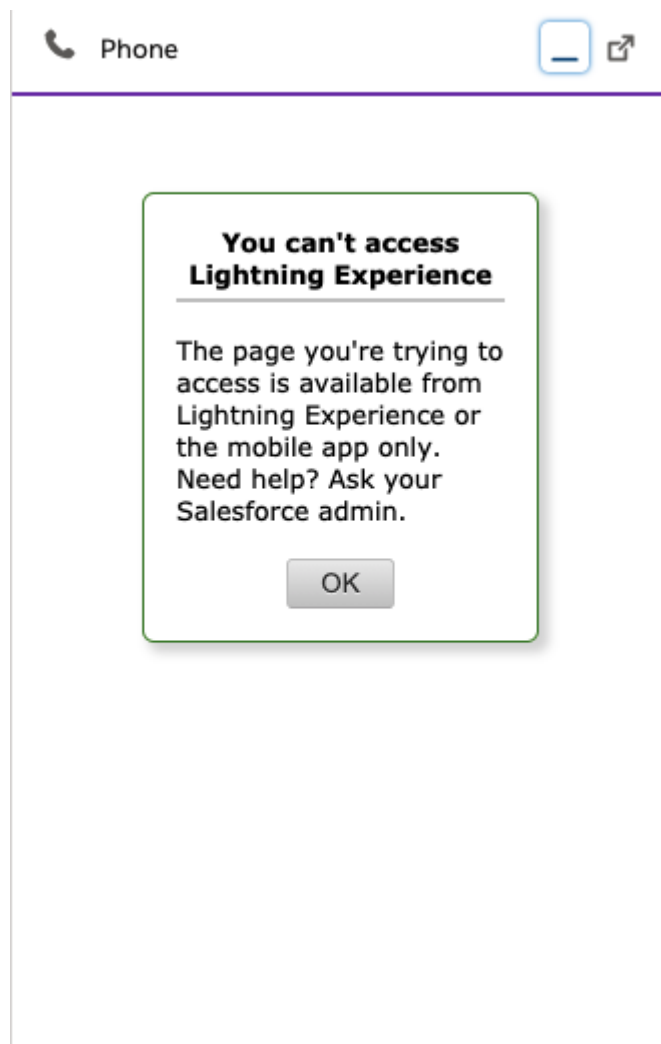 Phone
You can't access
Lightning Experience
The page you're trying to
access is available from
Lightning Experience or
the mobile app only.
Need help? Ask your
Salesforce admin.
OK